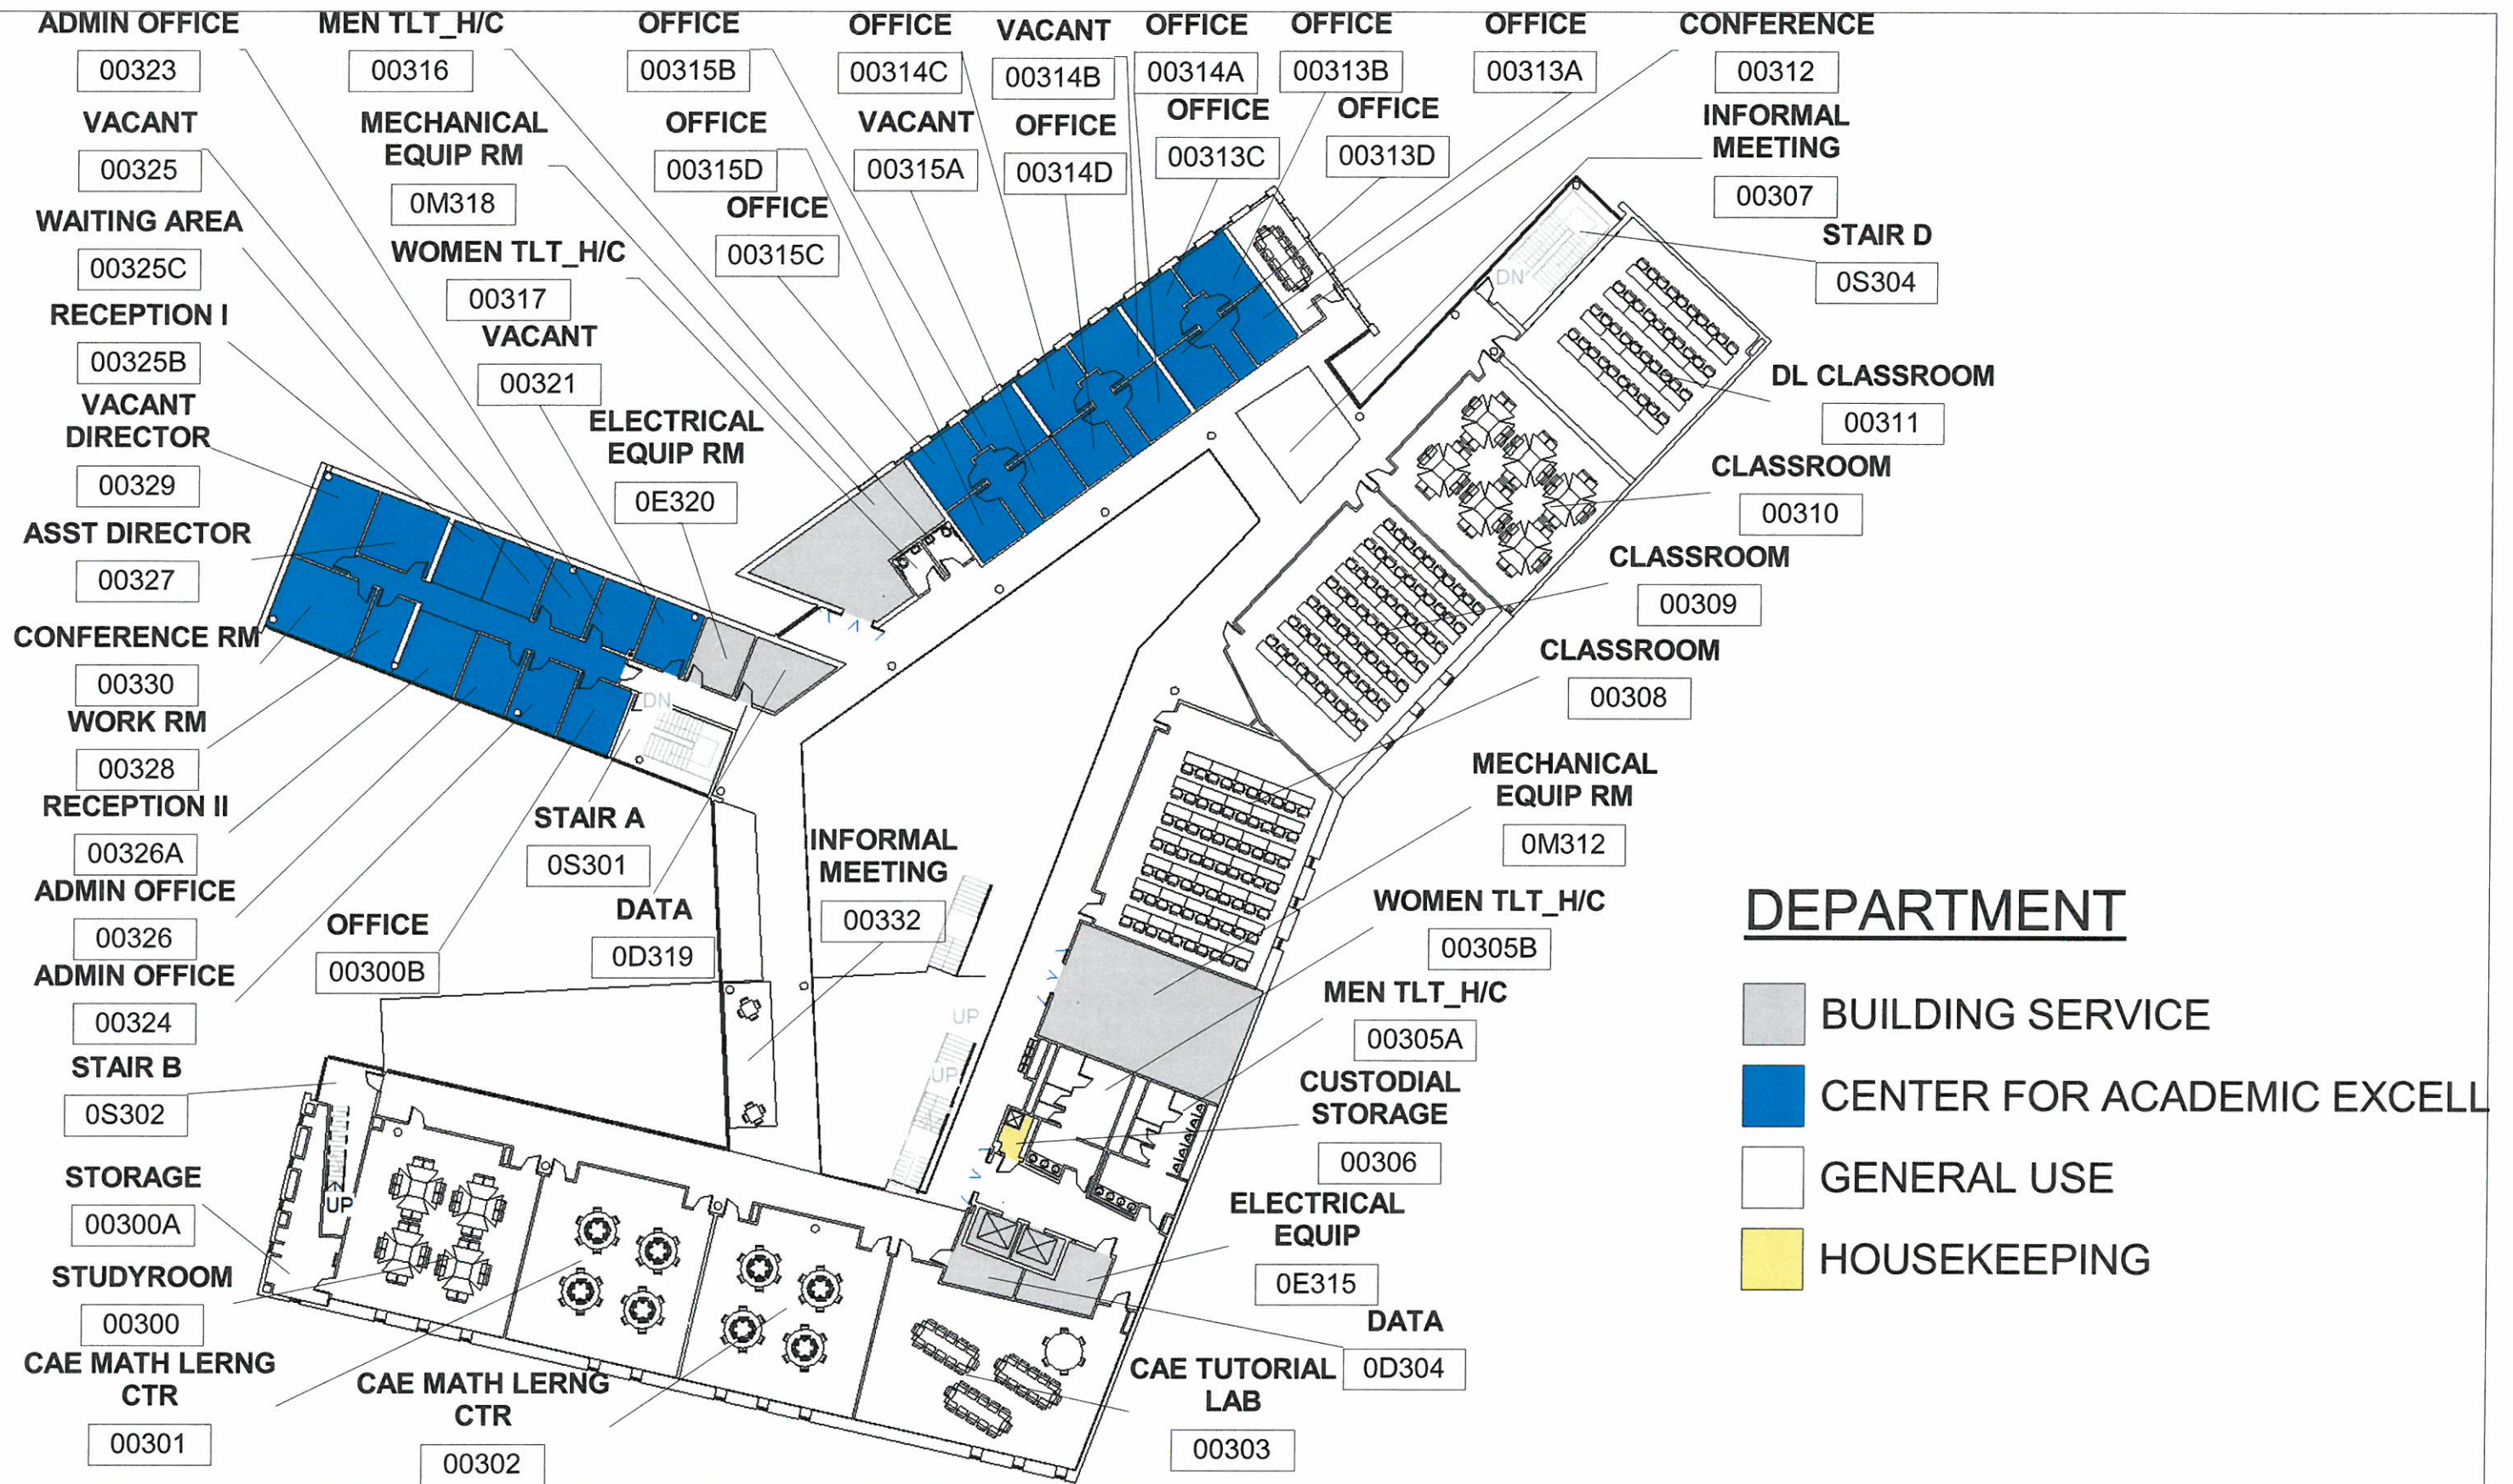 ADMIN OFFICE
00323
MEN TLT_H/C
00316
OFFICE
00315B
OFFICE
00314C
VACANT
00314B
OFFICE
00314A
OFFICE
00313B
OFFICE
00313A
CONFERENCE
00312
VACANT
00325
MECHANICAL
EQUIP RM
0M318
OFFICE
00315D
VACANT
00315A
OFFICE
00314D
OFFICE
00313C
OFFICE
00313D
INFORMAL
MEETING
00307
WAITING AREA
00325C
WOMEN TLT_H/C
00317
OFFICE
00315C
STAIR D
0S304
DN
RECEPTION I
00325B
VACANT
00321
DL CLASSROOM
00311
VACANT
DIRECTOR
00329
ELECTRICAL
EQUIP RM
0E320
CLASSROOM
00310
ASST DIRECTOR
00327
CLASSROOM
00309
CONFERENCE RM
00330
CLASSROOM
00308
DN
WORK RM
00328
MECHANICAL
EQUIP RM
0M312
RECEPTION II
00326A
STAIR A
0S301
INFORMAL
MEETING
00332
ADMIN OFFICE
00326
OFFICE
00300B
DATA
0D319
WOMEN TLT_H/C
00305B
ADMIN OFFICE
00324
MEN TLT_H/C
00305A
UP
UP
STAIR B
0S302
CUSTODIAL
STORAGE
00306
STORAGE
00300A
UP
ELECTRICAL
EQUIP
0E315
STUDYROOM
00300
DATA
0D304
CAE MATH LERNG
CTR
00301
CAE MATH LERNG
CTR
00302
CAE TUTORIAL
LAB
00303
DEPARTMENT
BUILDING SERVICE
CENTER FOR ACADEMIC EXCELL
GENERAL USE
HOUSEKEEPING